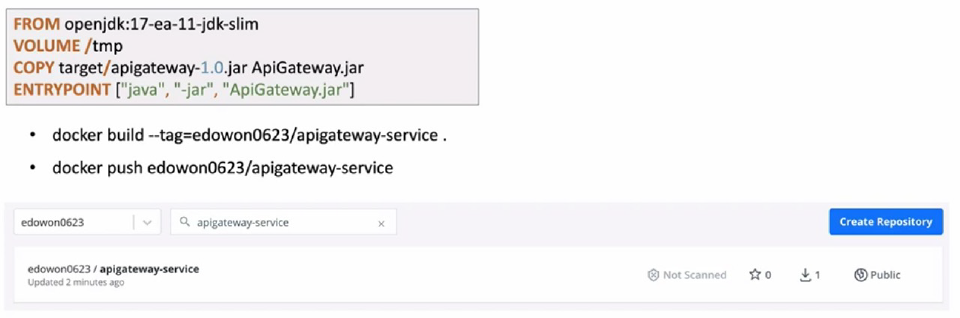 FROM openjdk:17-ea-11-jdk-slim
VOLUME /tmp
COPY target/apigateway-1.0.jar ApiGateway.jar
ENTRYPOINT ["java", "-jar", "ApiGateway.jar"]
• docker build --tag=edowon0623/apigateway-service .
• docker push edowon0623/apigateway-service
edowon0623 apigateway-service × Create Repository
edowon0623 / apigateway-service Not Scanned 0 1 Public
Updated 2 minutes ago